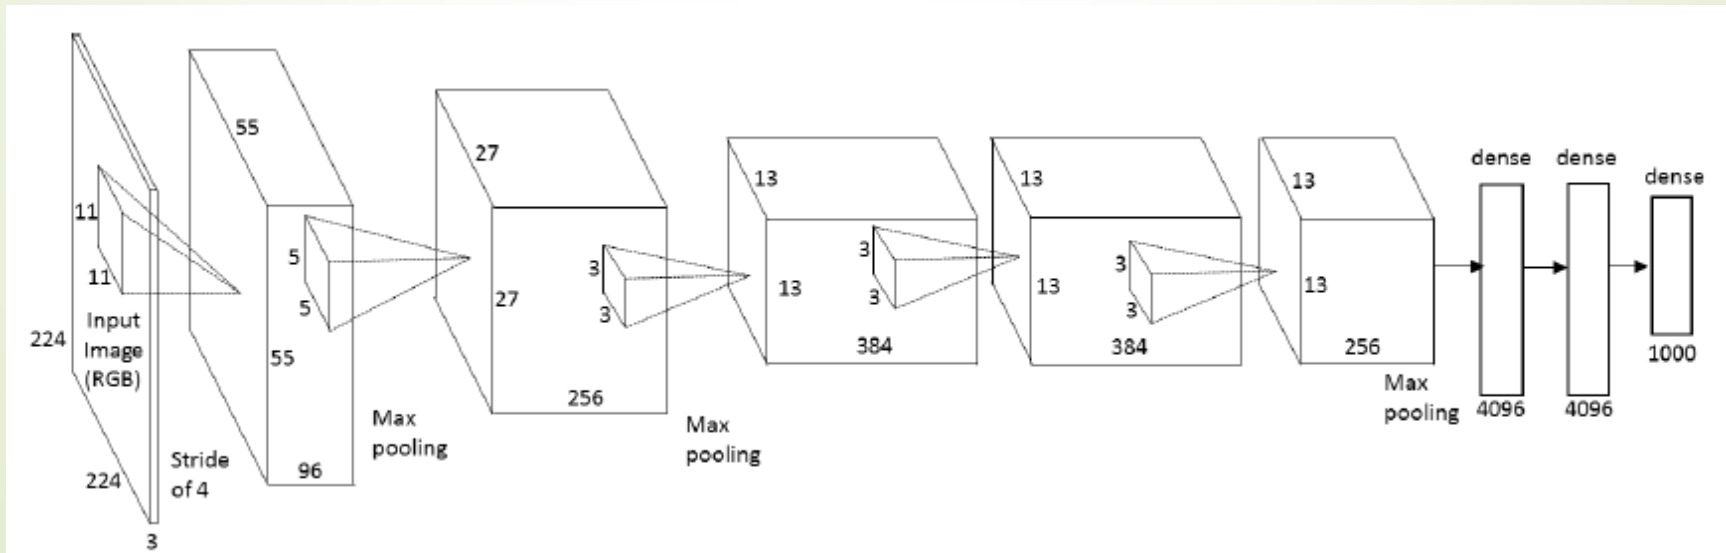 11
11
224
Input
Image
(RGB)
224
3
Stride
of 4
55
5
5
55
96
Max
pooling
27
3
3
27
256
Max
pooling
13
3
3
13
384
13
3
3
13
384
13
13
256
Max
pooling
dense
4096
dense
4096
dense
1000